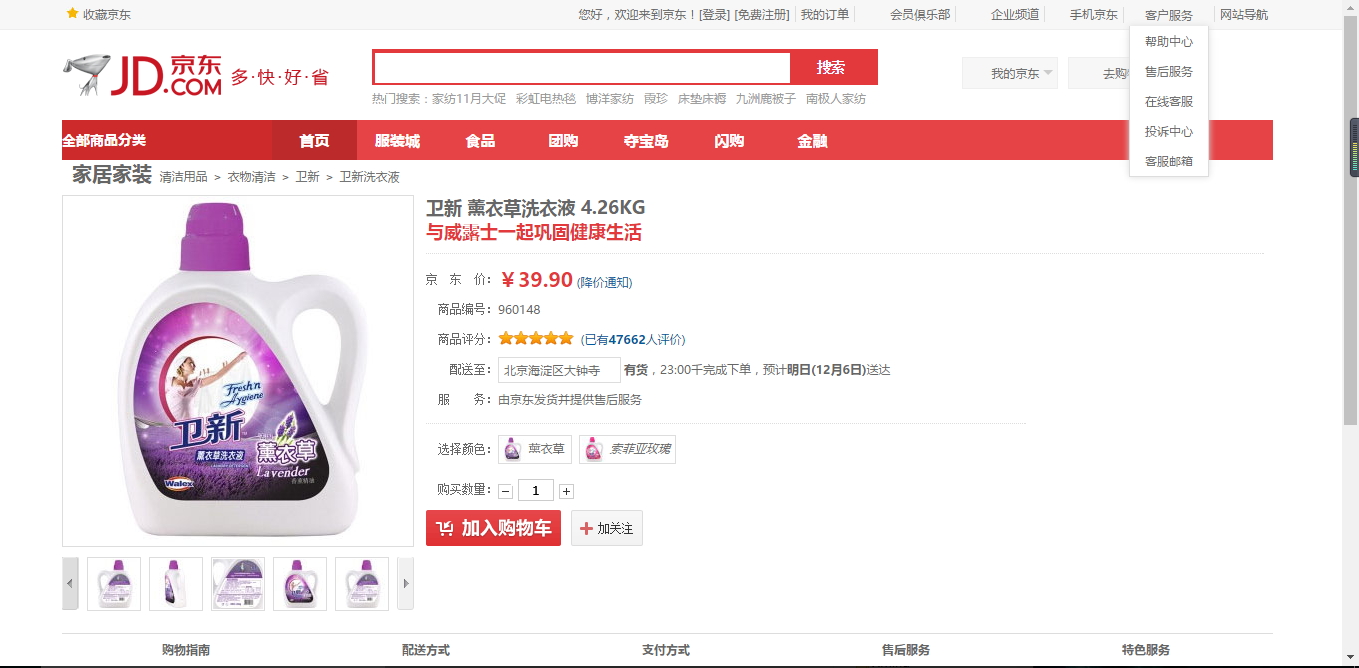 收藏京东
您好，欢迎来到京东！[登录] [免费注册] 我的订单 会员俱乐部 企业频道 手机京东 客户服务 网站导航
帮助中心
售后服务
在线客服
投诉中心
客服邮箱
JD.COM 京东 多·快·好·省
搜索
我的京东 去购
热门搜索：家纺11月大促 彩虹电热毯 博洋家纺 霞珍 床垫床褥 九洲鹿被子 南极人家纺
全部商品分类 首页 服装城 食品 团购 夺宝岛 闪购 金融
家居家装 清洁用品 > 衣物清洁 > 卫新 > 卫新洗衣液
卫新 薰衣草洗衣液 4.26KG
与威露士一起巩固健康生活
京 东 价：￥39.90 (降价通知)
商品编号：960148
商品评分： (已有47662人评价)
配送至： 北京海淀区大钟寺 有货，23:00千完成下单，预计明日(12月6日)送达
服 务：由京东发货并提供售后服务
选择颜色： 薰衣草 索菲亚玫瑰
购买数量： − 1 +
加入购物车 加关注
Fresh'n
Hygiene
卫新
薰衣草洗衣液
薰衣草
Lavender
Walex
购物指南 配送方式 支付方式 售后服务 特色服务